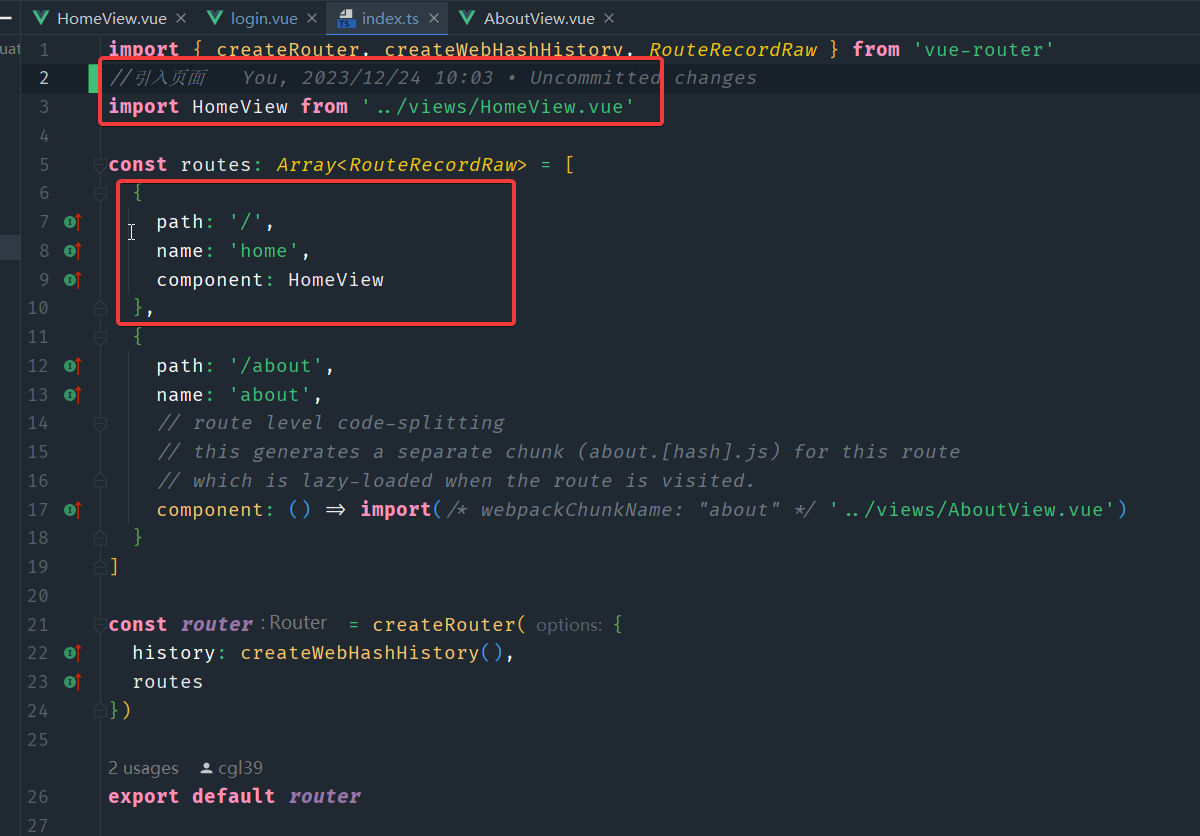 HomeView.vue × login.vue × index.ts × AboutView.vue ×
uat
1 import { createRouter, createWebHashHistory, RouteRecordRaw } from 'vue-router'
2 //引入页面 You, 2023/12/24 10:03 • Uncommitted changes
3 import HomeView from '../views/HomeView.vue'
4
5 const routes: Array<RouteRecordRaw> = [
6 {
7 path: '/',
8 name: 'home',
9 component: HomeView
10 },
11 {
12 path: '/about',
13 name: 'about',
14 // route level code-splitting
15 // this generates a separate chunk (about.[hash].js) for this route
16 // which is lazy-loaded when the route is visited.
17 component: () => import(/* webpackChunkName: "about" */ '../views/AboutView.vue')
18 }
19 ]
20
21 const router : Router = createRouter( options: {
22 history: createWebHashHistory(),
23 routes
24 })
25
2 usages cgl39
26 export default router
27